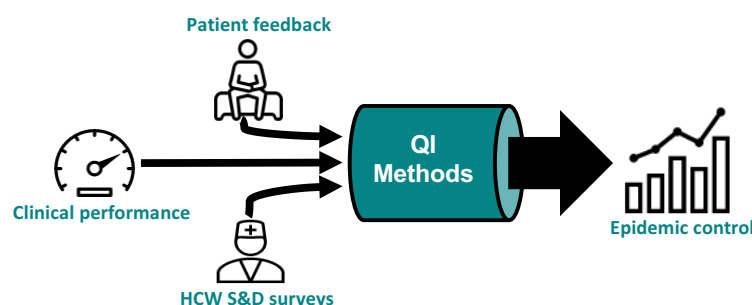 Patient feedback
QI
Methods
Clinical performance
Epidemic control
HCW S&D surveys